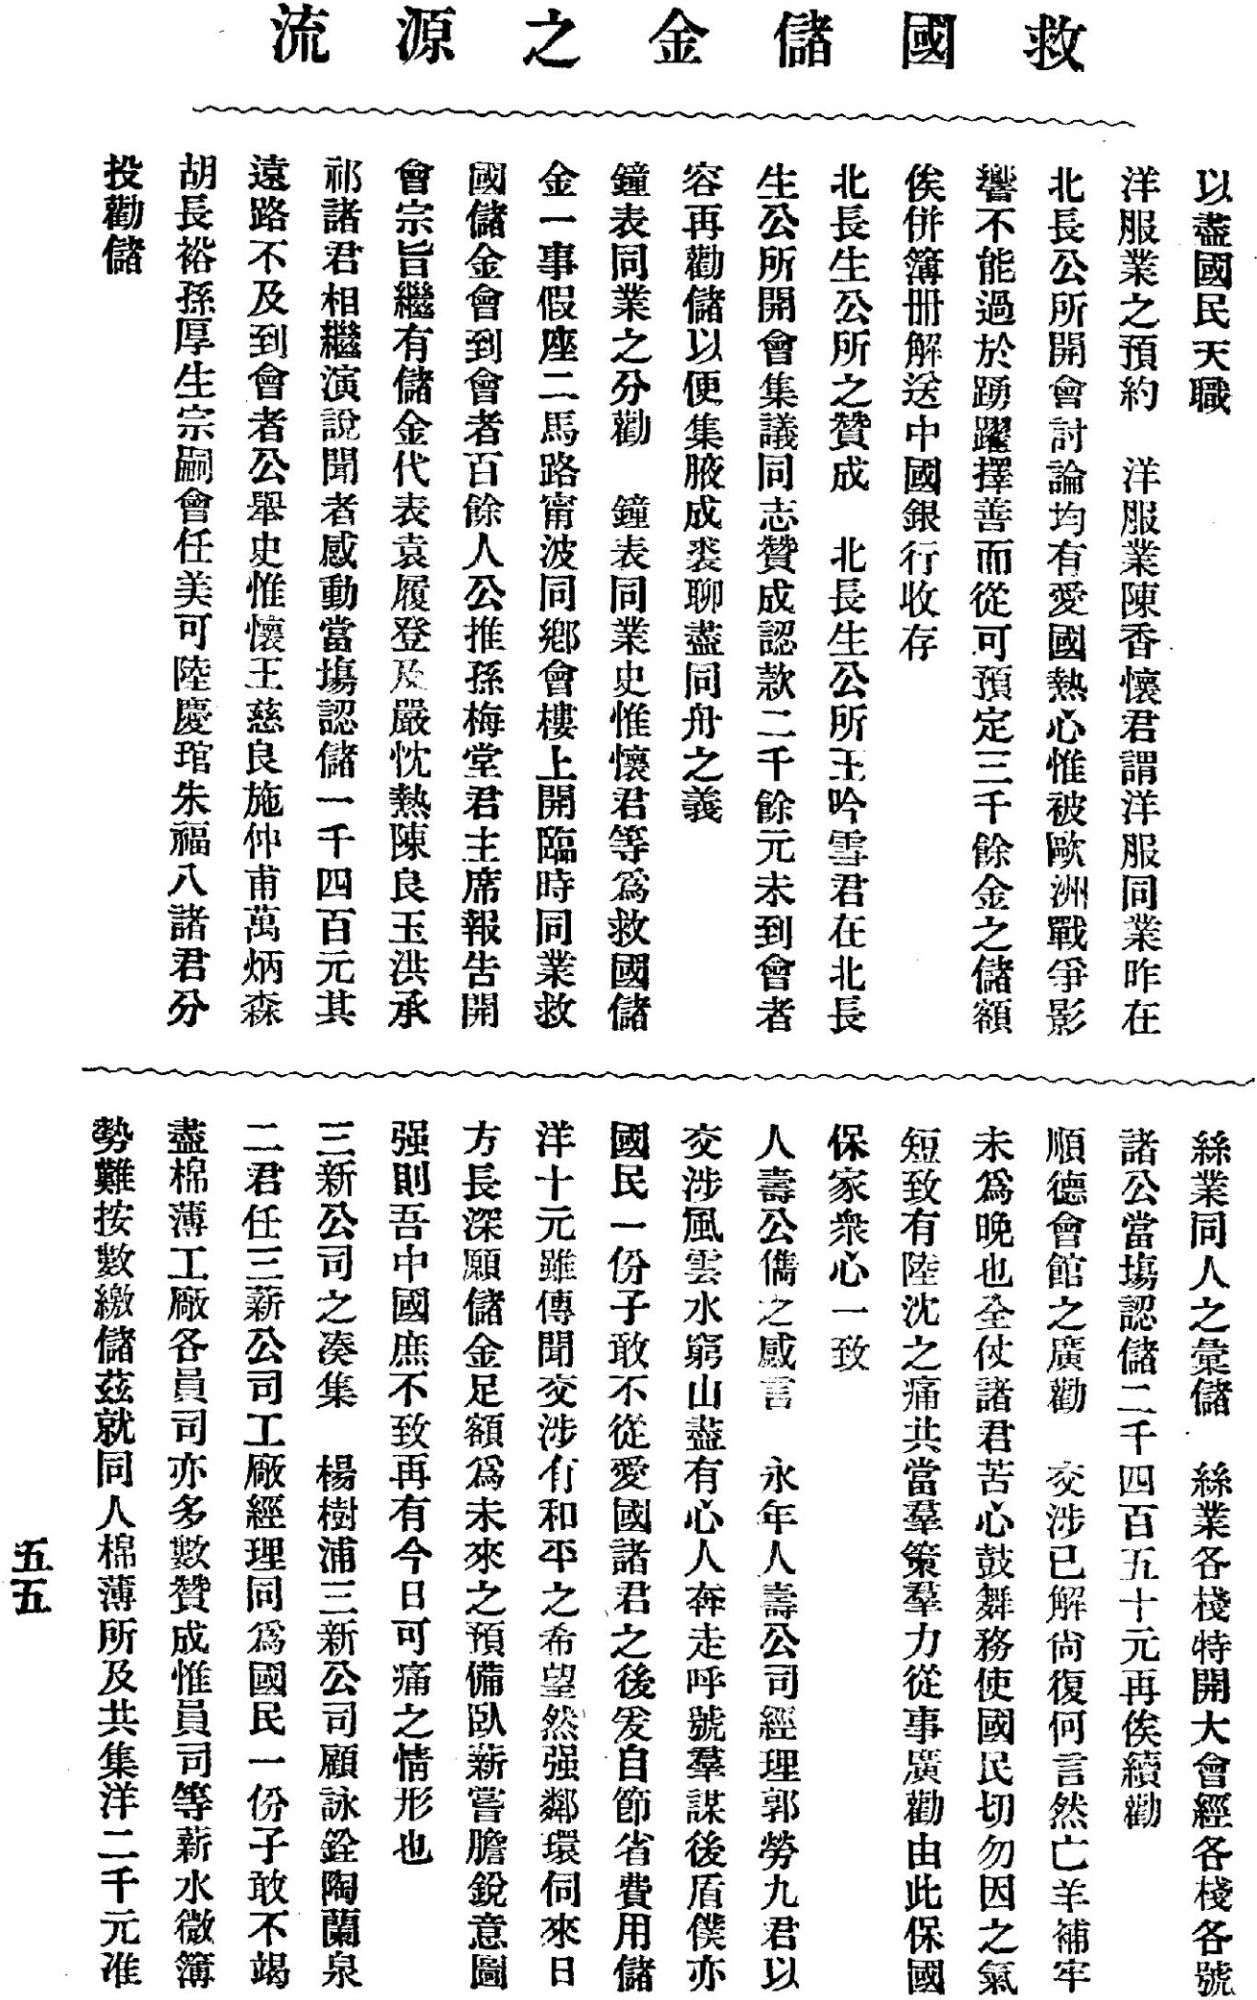 救國儲金之源流
以盡國民天職
洋服業之預約　洋服業陳香懷君謂洋服同業昨在
北長公所開會討論均有愛國熱心惟被歐洲戰爭影
響不能過於踴躍擇善而從可預定三千餘金之儲額
俟併簿册解送中國銀行收存
北長生公所之贊成　北長生公所王吟雪君在北長
生公所開會集議同志贊成認款二千餘元未到會者
容再勸儲以便集腋成裘聊盡同舟之義
鐘表同業之分勸　鐘表同業史惟懷君等爲救國儲
金一事假座二馬路甯波同鄉會樓上開臨時同業救
國儲金會到會者百餘人公推孫梅堂君主席報告開
會宗旨繼有儲金代表袁履登及嚴忱熱陳良玉洪承
祁諸君相繼演說聞者感動當塲認儲一千四百元其
遠路不及到會者公舉史惟懷王慈良施仲甫萬炳森
胡長裕孫厚生宗嗣會任美可陸慶琯朱福八諸君分
投勸儲
絲業同人之彙儲　絲業各棧特開大會經各棧各號
諸公當塲認儲二千四百五十元再俟續勸
順德會館之廣勸　交涉已解尙復何言然亡羊補牢
未爲晚也全仗諸君苦心鼓舞務使國民切勿因之氣
短致有陸沈之痛共當羣策羣力從事廣勸由此保國
保家衆心一致
人壽公儁之感言　永年人壽公司經理郭勞九君以
交涉風雲水窮山盡有心人奔走呼號羣謀後盾僕亦
國民一份子敢不從愛國諸君之後爰自節省費用儲
洋十元雖傳聞交涉有和平之希望然强鄰環伺來日
方長深願儲金足額爲未來之預備臥薪嘗膽銳意圖
强則吾中國庶不致再有今日可痛之情形也
三新公司之凑集　楊樹浦三新公司顧詠銓陶蘭泉
二君任三薪公司工廠經理同爲國民一份子敢不竭
盡棉薄工廠各員司亦多數贊成惟員司等薪水微簿
勢難按數繳儲茲就同人棉薄所及共集洋二千元准
五五